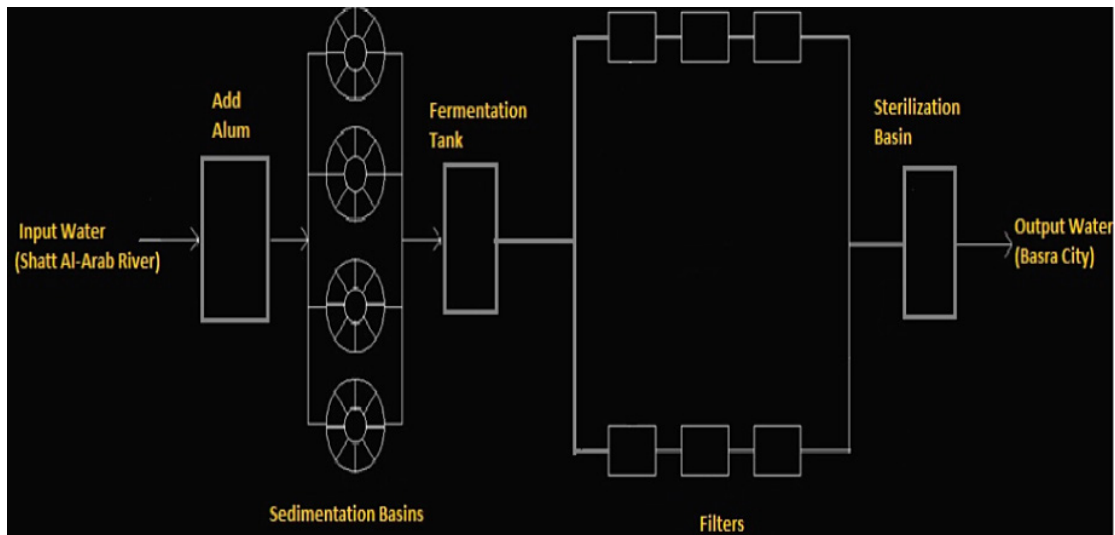 Add
Alum
Fermentation
Tank
Sterilization
Basin
Input Water
(Shatt Al-Arab River)
Output Water
(Basra City)
Sedimentation Basins
Filters